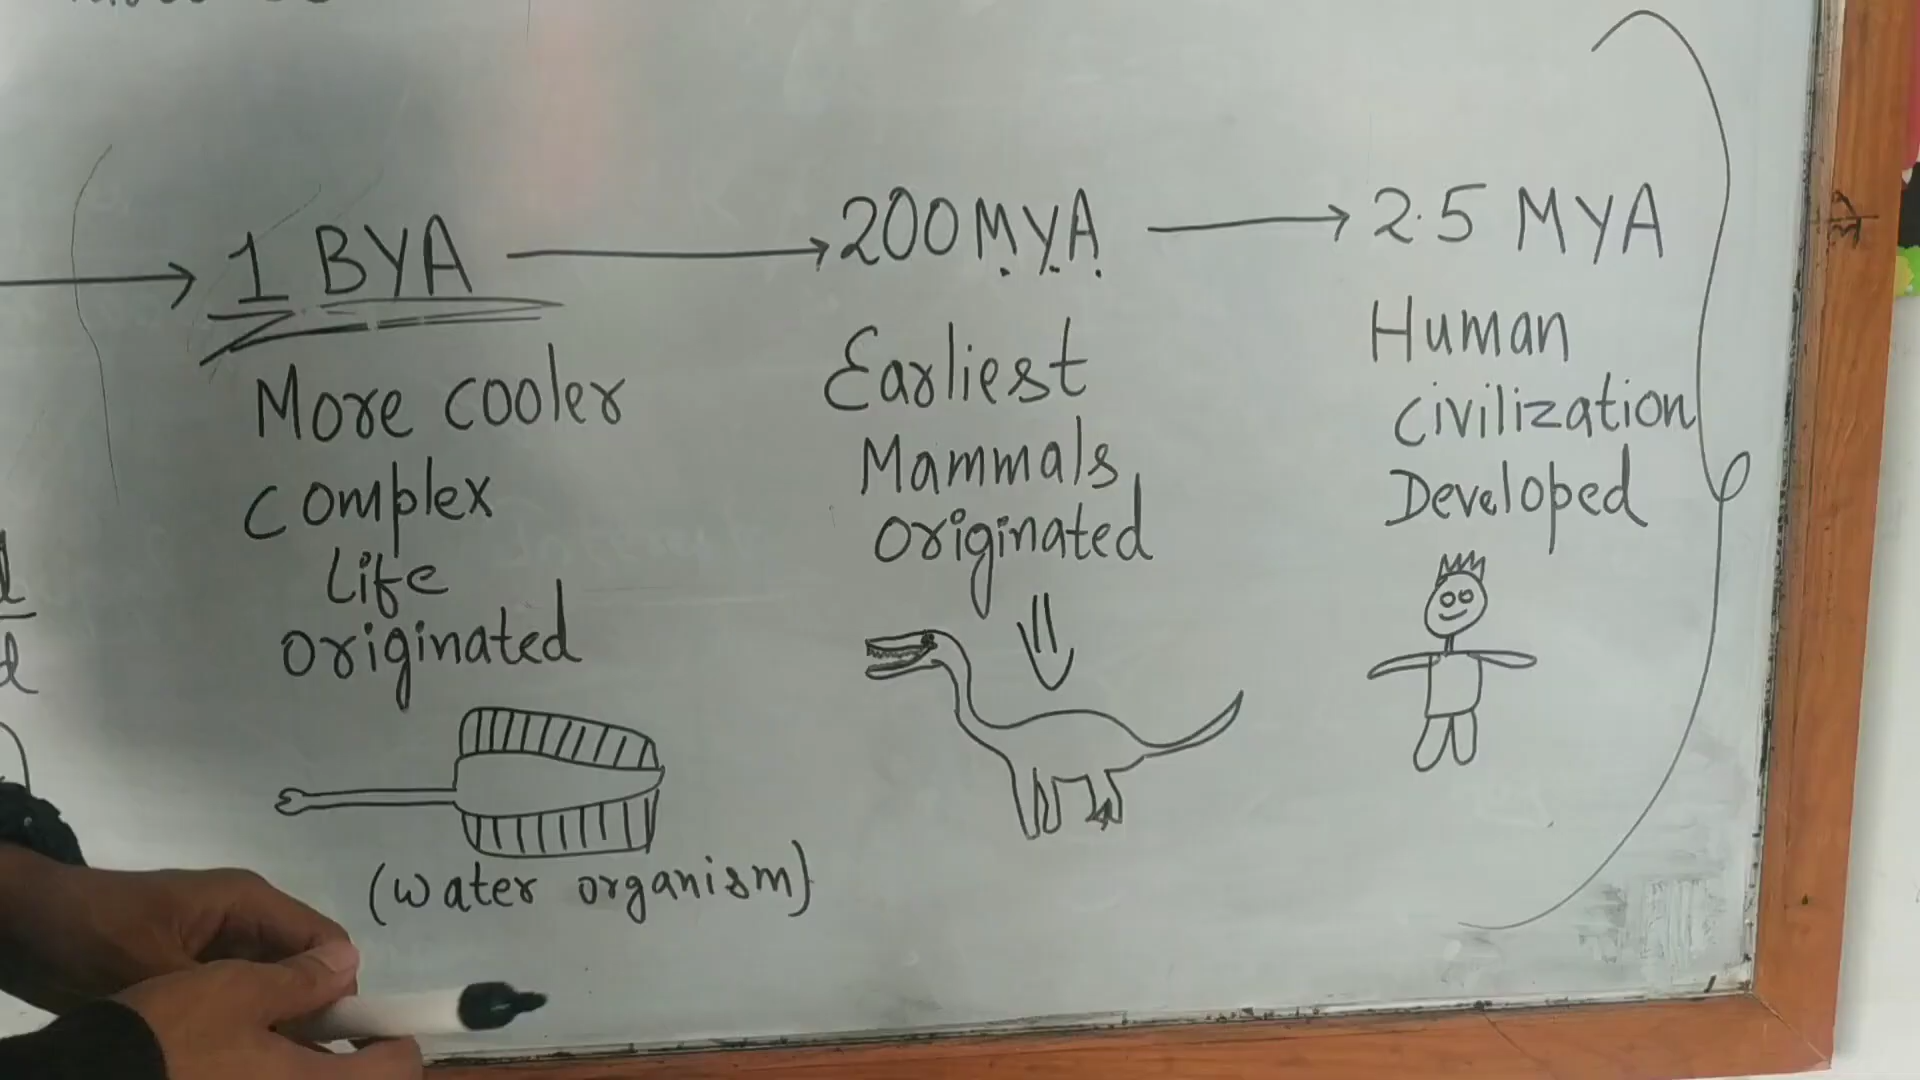 1 BYA
More cooler
complex
Life
originated
(water organism)
200 M.Y.A.
Earliest
Mammals
originated
2.5 MYA
Human
civilization
Developed